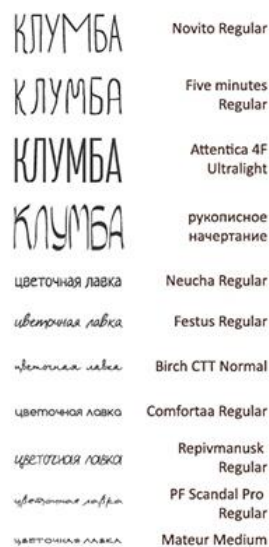 КЛУМБА
Novito Regular
КЛУМБА
Five minutes
Regular
КЛУМБА
Attentica 4F
Ultralight
КЛУМБА
рукописное
начертание
цветочная лавка
Neucha Regular
цветочная лавка
Festus Regular
цветочная лавка
Birch CTT Normal
цветочная лавка
Comfortaa Regular
цветочная лавка
Repivmanusk
Regular
цветочная лавка
PF Scandal Pro
Regular
цветочная лавка
Mateur Medium